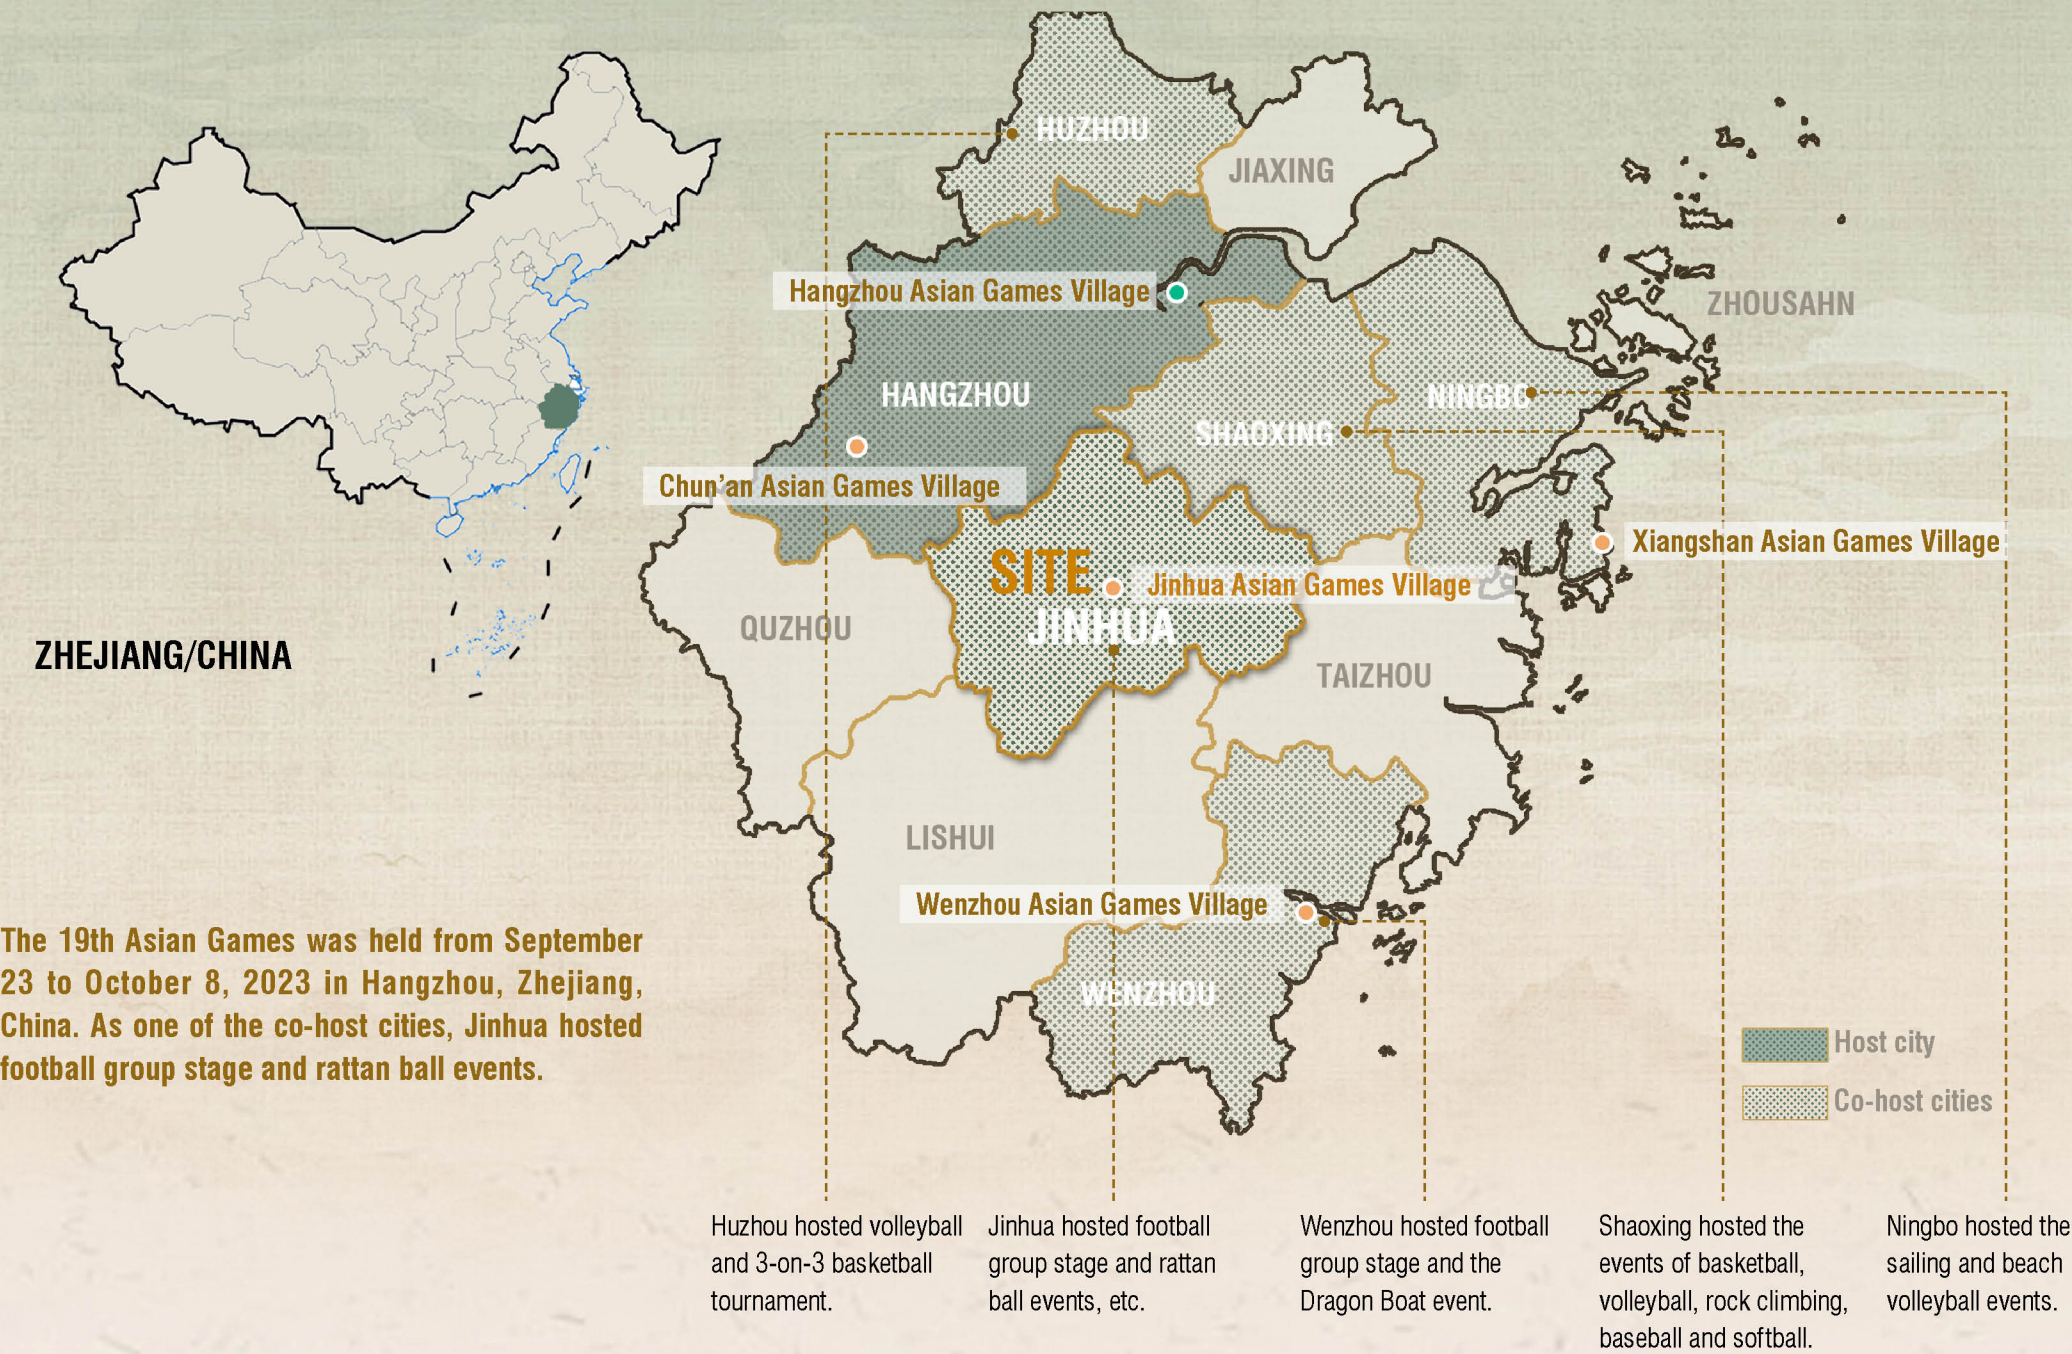 HUZHOU
JIAXING
Hangzhou Asian Games Village
ZHOUSAHN
HANGZHOU
NINGBO
SHAOXING
Chun'an Asian Games Village
Xiangshan Asian Games Village
SITE
Jinhua Asian Games Village
JINHUA
QUZHOU
ZHEJIANG/CHINA
TAIZHOU
LISHUI
Wenzhou Asian Games Village
The 19th Asian Games was held from September
23 to October 8, 2023 in Hangzhou, Zhejiang,
China. As one of the co-host cities, Jinhua hosted
football group stage and rattan ball events.
WENZHOU
Host city
Co-host cities
Huzhou hosted volleyball
and 3-on-3 basketball
tournament.
Jinhua hosted football
group stage and rattan
ball events, etc.
Wenzhou hosted football
group stage and the
Dragon Boat event.
Shaoxing hosted the
events of basketball,
volleyball, rock climbing,
baseball and softball.
Ningbo hosted the
sailing and beach
volleyball events.